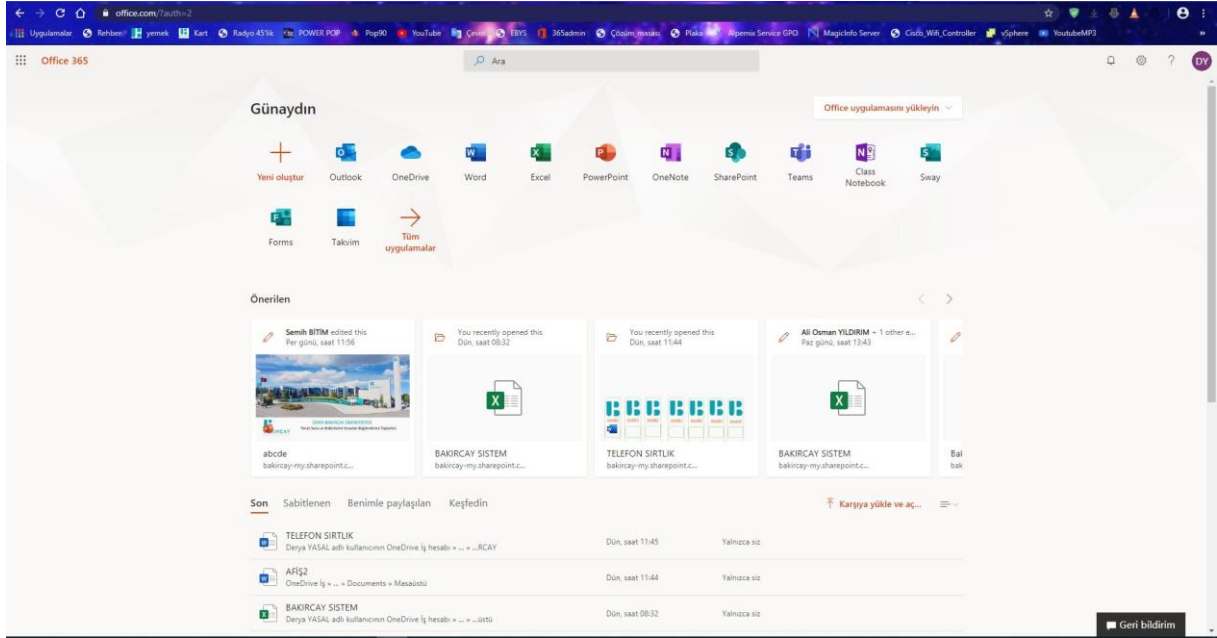 office.com/?auth=2
Uygulamalar Rehber yemek Kart Radyo 45'lik POWER POP Pop90 YouTube Çeviri EBYS 365admin Çözüm_masası Plaka Alpemix Service GPO MagicInfo Server Cisco_Wifi_Controller vSphere YoutubeMP3 »
Office 365 Ara ? DY
Günaydın Office uygulamasını yükleyin
Yeni oluştur Outlook OneDrive Word Excel PowerPoint OneNote SharePoint Teams Class Notebook Sway
Forms Takvim Tüm uygulamalar
Önerilen
Semih BİTİM edited this
Per günü, saat 11:56
You recently opened this
Dün, saat 08:32
You recently opened this
Dün, saat 11:44
Ali Osman YILDIRIM - 1 other e...
Paz günü, saat 13:43
abcde
bakircay-my.sharepoint.c...
BAKIRCAY SISTEM
bakircay-my.sharepoint.c...
TELEFON SIRTLIK
bakircay-my.sharepoint.c...
BAKIRCAY SISTEM
bakircay-my.sharepoint.c...
Bal
bak
Son Sabitlenen Benimle paylaşılan Keşfedin Karşıya yükle ve aç...
TELEFON SIRTLIK
Derya YASAL adlı kullanıcının OneDrive İş hesabı » ... » ...RCAY Dün, saat 11:45 Yalnızca siz
AFİŞ2
OneDrive İş » ... » Documents » Masaüstü Dün, saat 11:44 Yalnızca siz
BAKIRCAY SISTEM
Derya YASAL adlı kullanıcının OneDrive İş hesabı » ... » ...üstü Dün, saat 08:32 Yalnızca siz
Geri bildirim